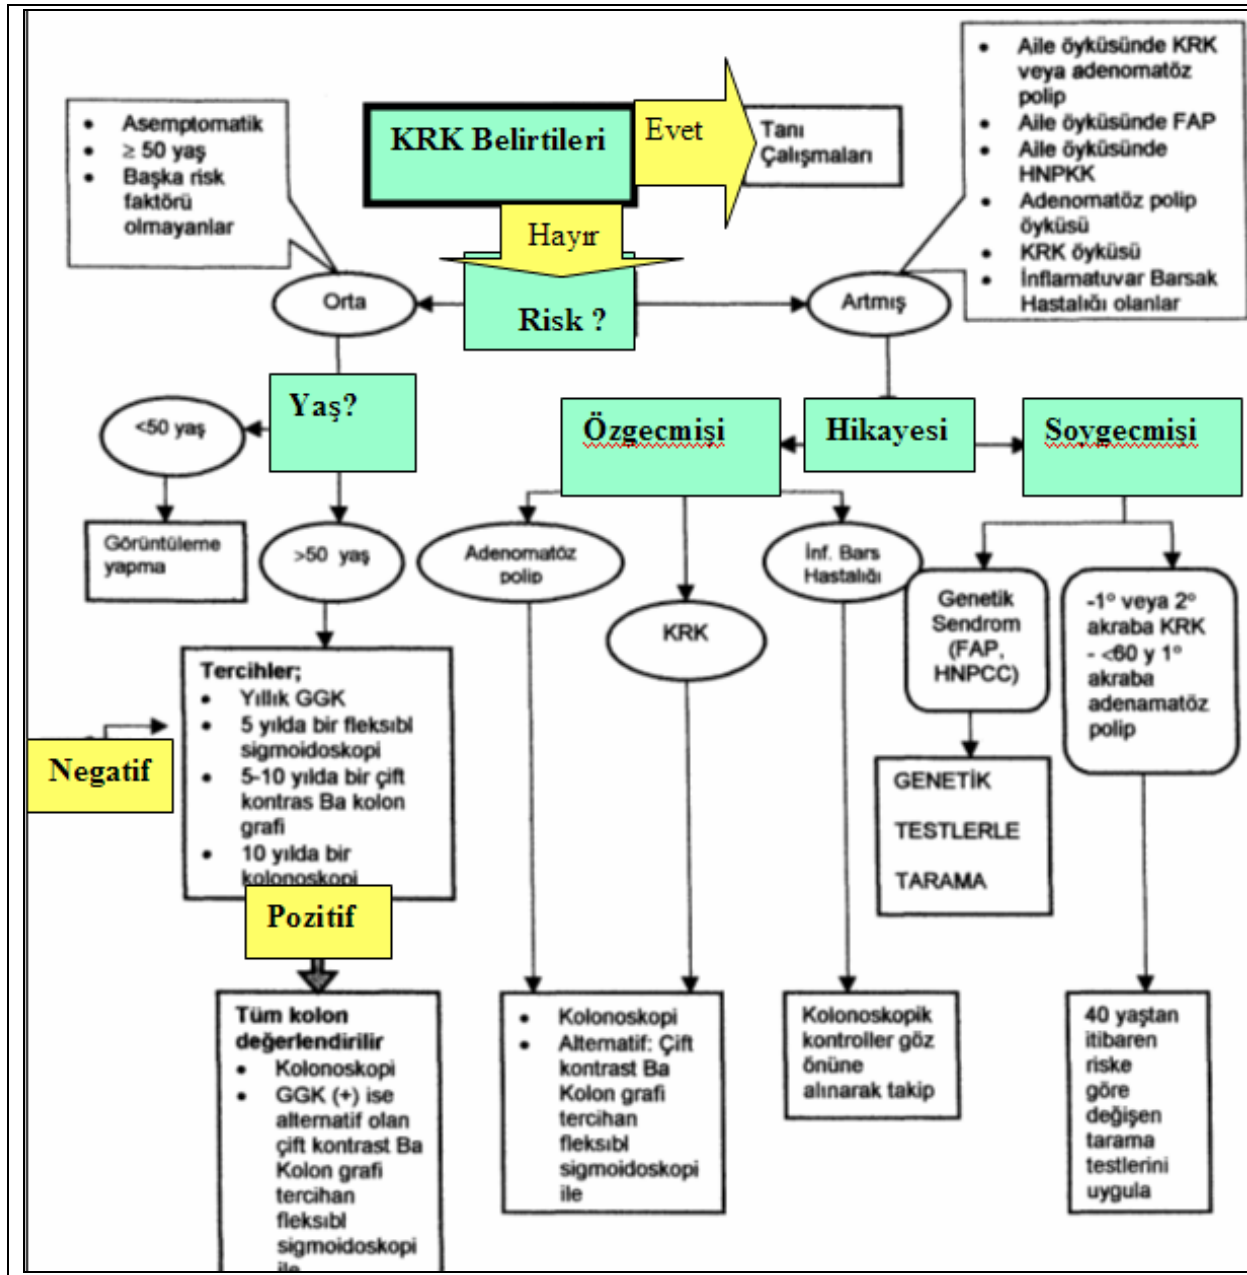 • Asemptomatik
• ≥ 50 yaş
• Başka risk
faktörü
olmayanlar
KRK Belirtileri
Evet
Tanı
Çalışmaları
• Aile öyküsünde KRK
veya adenomatöz
polip
• Aile öyküsünde FAP
• Aile öyküsünde
HNPKK
• Adenomatöz polip
öyküsü
• KRK öyküsü
• İnflamatuvar Barsak
Hastalığı olanlar
Hayır
Orta
Risk ?
Artmış
Yaş?
<50 yaş
Özgecmişi
Hikayesi
Soygecmişi
Görüntüleme
yapma
>50 yaş
Adenomatöz
polip
KRK
İnf. Bars
Hastalığı
Genetik
Sendrom
(FAP,
HNPCC)
-1° veya 2°
akraba KRK
- <60 y 1°
akraba
adenamatöz
polip
Tercihler;
• Yıllık GGK
• 5 yılda bir fleksıbl
sigmoidoskopi
• 5-10 yılda bir çift
kontras Ba kolon
grafi
• 10 yılda bir
kolonoskopi
Negatif
GENETİK
TESTLERLE
TARAMA
Pozitif
Tüm kolon
değerlendirilir
• Kolonoskopi
• GGK (+) ise
alternatif olan
çift kontrast Ba
Kolon grafi
tercihan
fleksıbl
sigmoidoskopi
ile
• Kolonoskopi
• Alternatif: Çift
kontrast Ba
Kolon grafi
tercihan
fleksıbl
sigmoidoskopi
ile
Kolonoskopik
kontroller göz
önüne
alınarak takip
40 yaştan
itibaren
riske
göre
değişen
tarama
testlerini
uygula